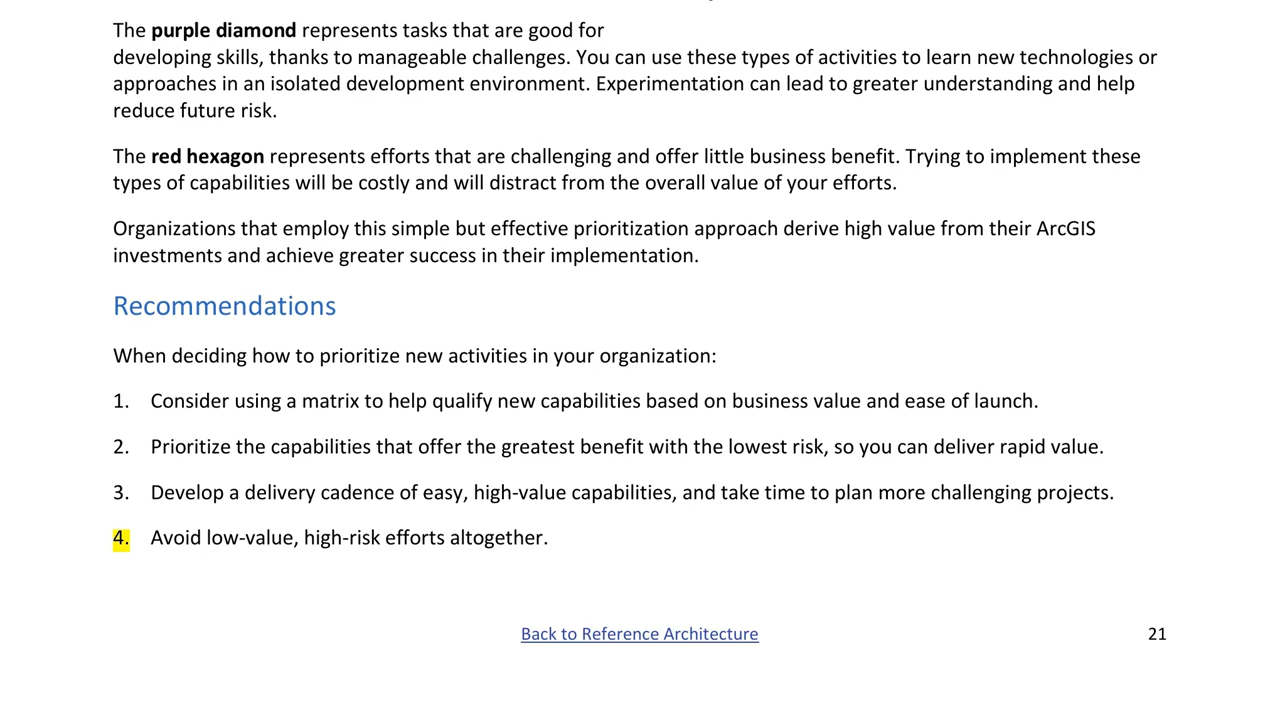 The purple diamond represents tasks that are good for
developing skills, thanks to manageable challenges. You can use these types of activities to learn new technologies or
approaches in an isolated development environment. Experimentation can lead to greater understanding and help
reduce future risk.
The red hexagon represents efforts that are challenging and offer little business benefit. Trying to implement these
types of capabilities will be costly and will distract from the overall value of your efforts.
Organizations that employ this simple but effective prioritization approach derive high value from their ArcGIS
investments and achieve greater success in their implementation.
Recommendations
When deciding how to prioritize new activities in your organization:
1. Consider using a matrix to help qualify new capabilities based on business value and ease of launch.
2. Prioritize the capabilities that offer the greatest benefit with the lowest risk, so you can deliver rapid value.
3. Develop a delivery cadence of easy, high-value capabilities, and take time to plan more challenging projects.
4. Avoid low-value, high-risk efforts altogether.
Back to Reference Architecture 21